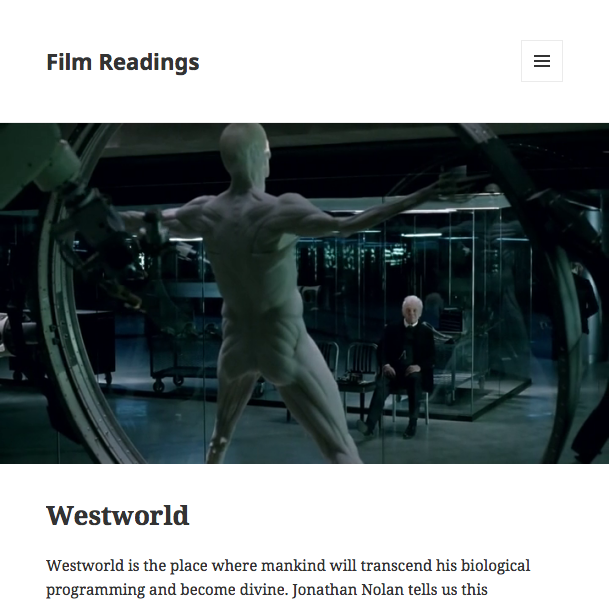 Film Readings
Westworld
Westworld is the place where mankind will transcend his biological
programming and become divine. Jonathan Nolan tells us this